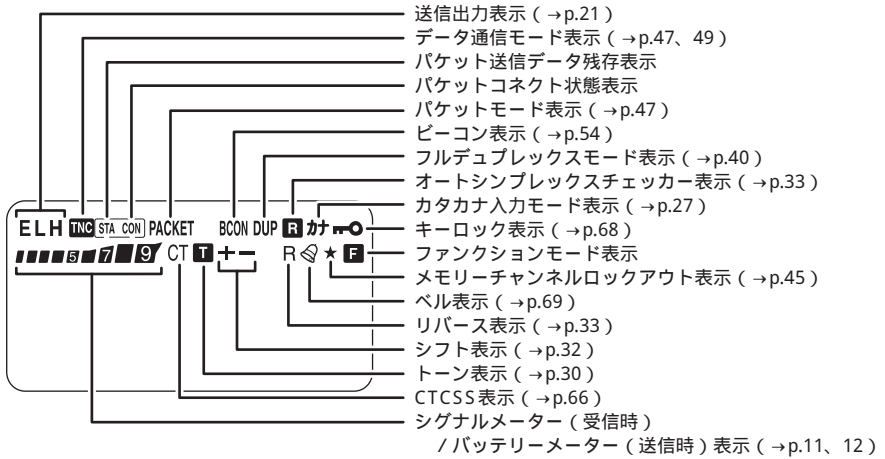 送信出力表示（→p.21）
データ通信モード表示（→p.47、49）
パケット送信データ残存表示
パケットコネクト状態表示
パケットモード表示（→p.47）
ビーコン表示（→p.54）
フルデュプレックスモード表示（→p.40）
オートシンプレックスチェッカー表示（→p.33）
カタカナ入力モード表示（→p.27）
E L H TNC STA CON PACKET BCON DUP R カナ キーロック表示（→p.68）
5 7 9 CT T + − R ★ F ファンクションモード表示
メモリーチャンネルロックアウト表示（→p.45）
ベル表示（→p.69）
リバース表示（→p.33）
シフト表示（→p.32）
トーン表示（→p.30）
CTCSS表示（→p.66）
シグナルメーター（受信時）
/バッテリーメーター（送信時）表示（→p.11、12）